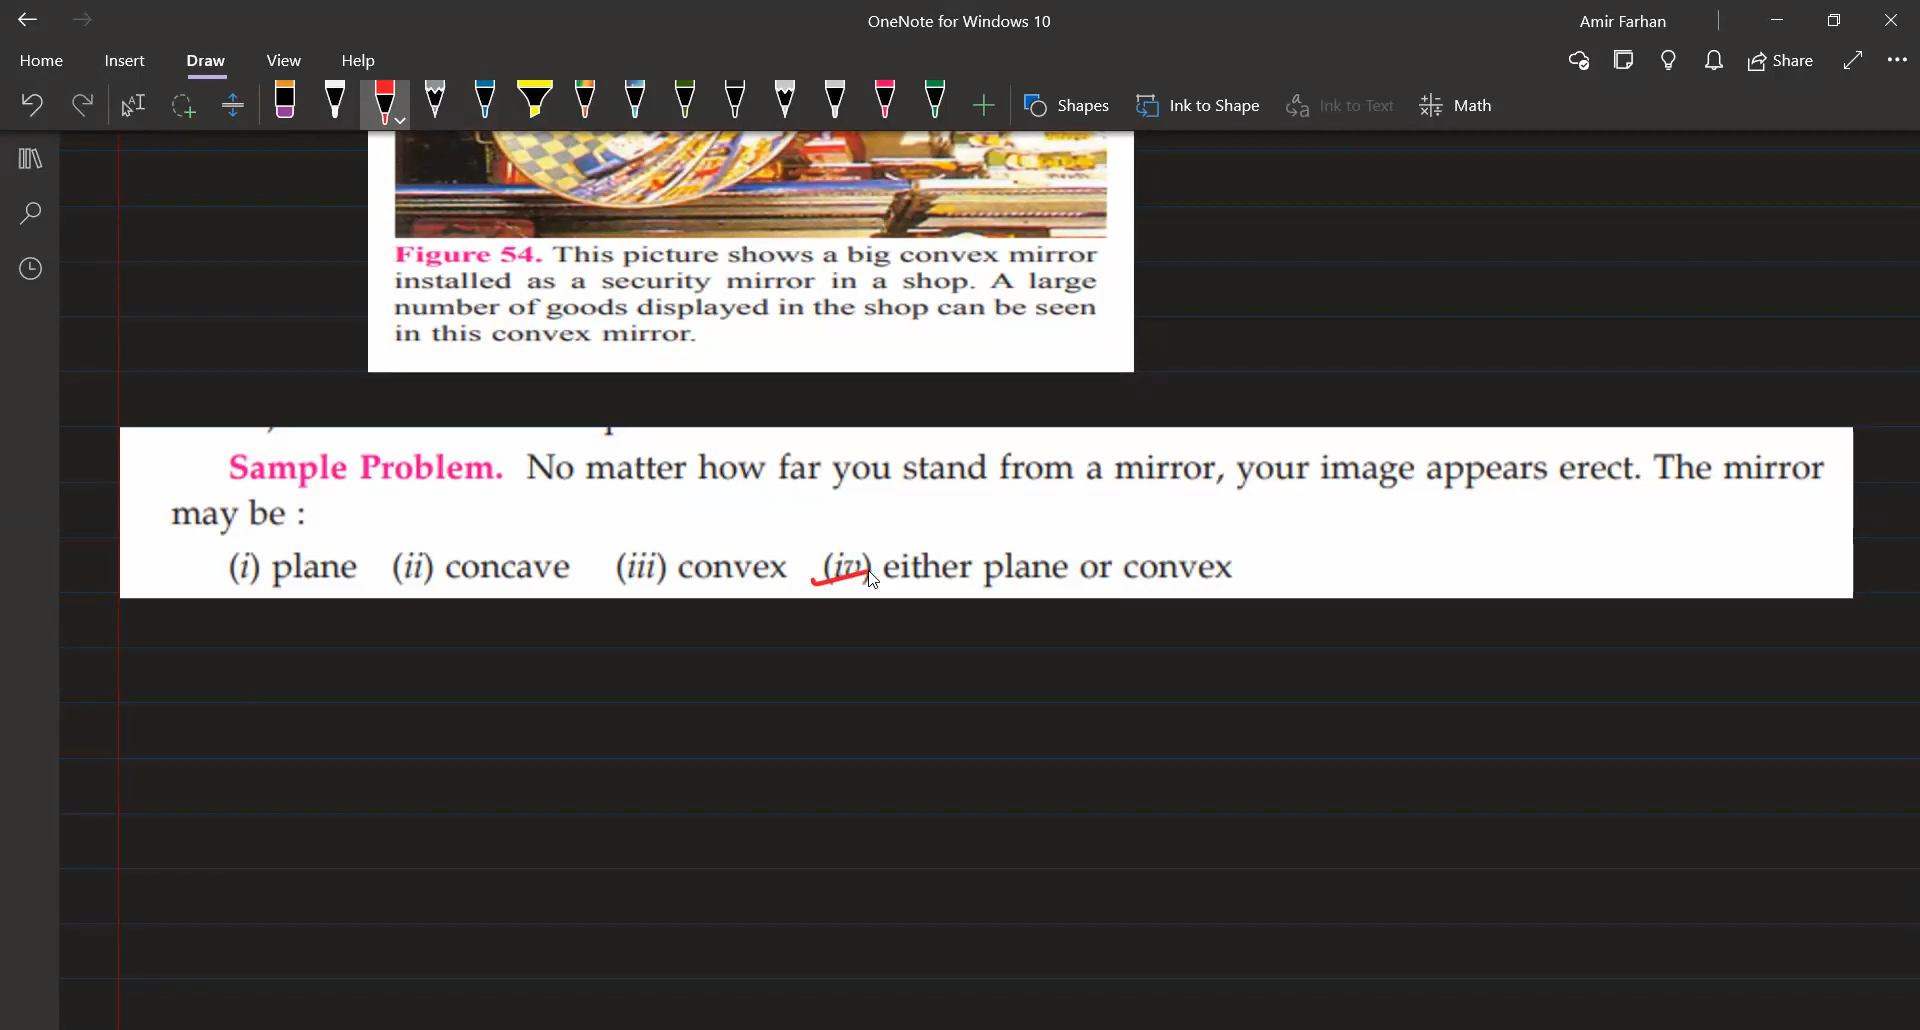 OneNote for Windows 10
Amir Farhan
Home Insert Draw View Help
Share
Shapes Ink to Shape Ink to Text Math
Figure 54. This picture shows a big convex mirror
installed as a security mirror in a shop. A large
number of goods displayed in the shop can be seen
in this convex mirror.
Sample Problem. No matter how far you stand from a mirror, your image appears erect. The mirror
may be :
(i) plane (ii) concave (iii) convex (iv) either plane or convex